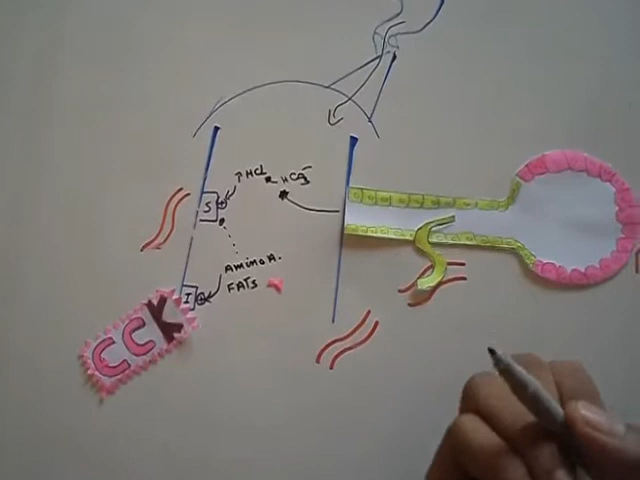 ↑ HCl
HCO₃⁻
S
+
AMINO A.
FATS
I
+
CCK